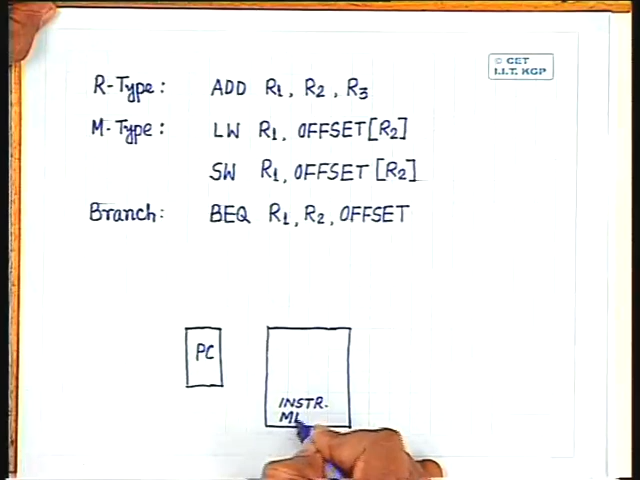 © CET
I.I.T. KGP
R-Type: ADD R1, R2, R3
M-Type: LW R1, OFFSET[R2]
SW R1, OFFSET[R2]
Branch: BEQ R1, R2, OFFSET
PC
INSTR.